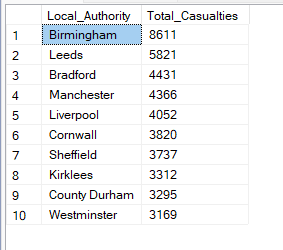 Local_Authority Total_Casualties
1 Birmingham 8611
2 Leeds 5821
3 Bradford 4431
4 Manchester 4366
5 Liverpool 4052
6 Cornwall 3820
7 Sheffield 3737
8 Kirklees 3312
9 County Durham 3295
10 Westminster 3169